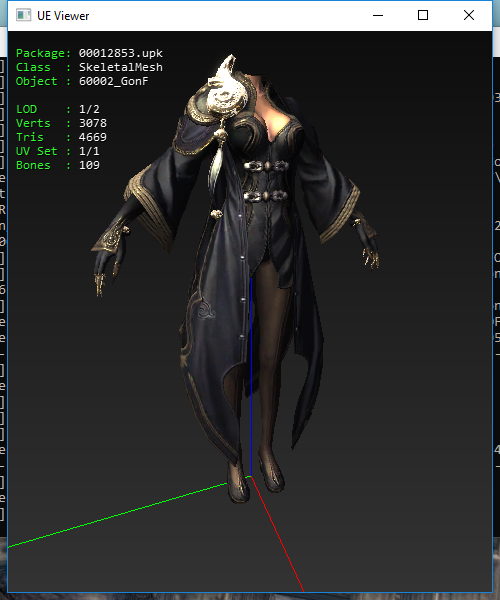 UE Viewer
Package: 00012853.upk
Class  : SkeletalMesh
Object : 60002_GonF
LOD    : 1/2
Verts  : 3078
Tris   : 4669
UV Set : 1/1
Bones  : 109